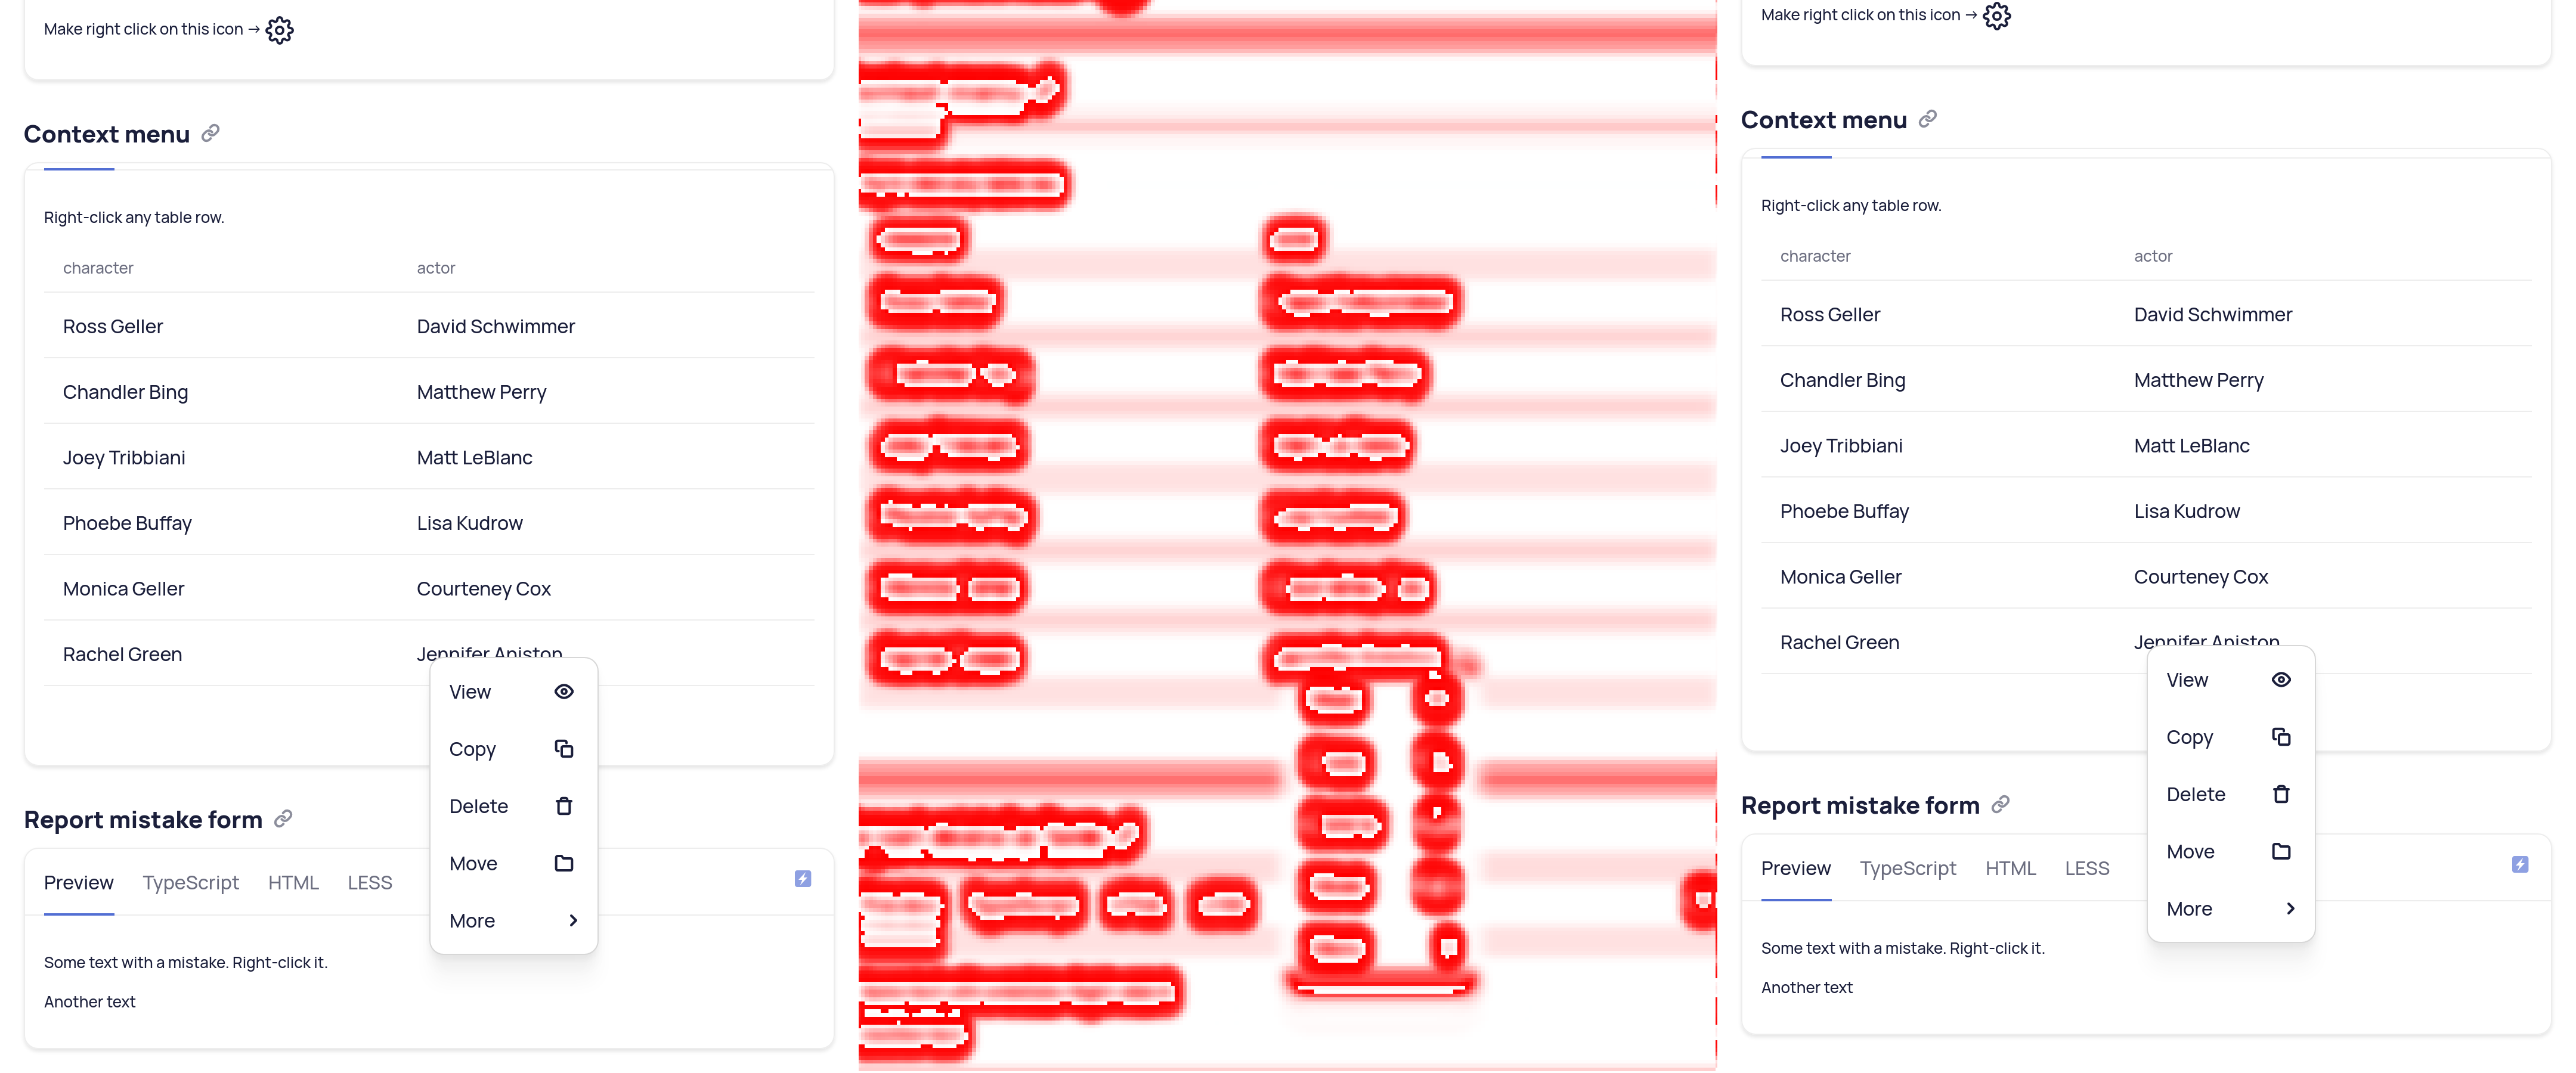 Make right click on this icon →
Context menu
Right-click any table row.
character actor
Ross Geller David Schwimmer
Chandler Bing Matthew Perry
Joey Tribbiani Matt LeBlanc
Phoebe Buffay Lisa Kudrow
Monica Geller Courteney Cox
Rachel Green Jennifer Aniston
View
Copy
Delete
Move
More
Report mistake form
Preview TypeScript HTML LESS
Some text with a mistake. Right-click it.
Another text
Make right click on this icon →
Context menu
Right-click any table row.
character actor
Ross Geller David Schwimmer
Chandler Bing Matthew Perry
Joey Tribbiani Matt LeBlanc
Phoebe Buffay Lisa Kudrow
Monica Geller Courteney Cox
Rachel Green Jennifer Aniston
View
Copy
Delete
Move
More
Report mistake form
Preview TypeScript HTML LESS
Some text with a mistake. Right-click it.
Another text